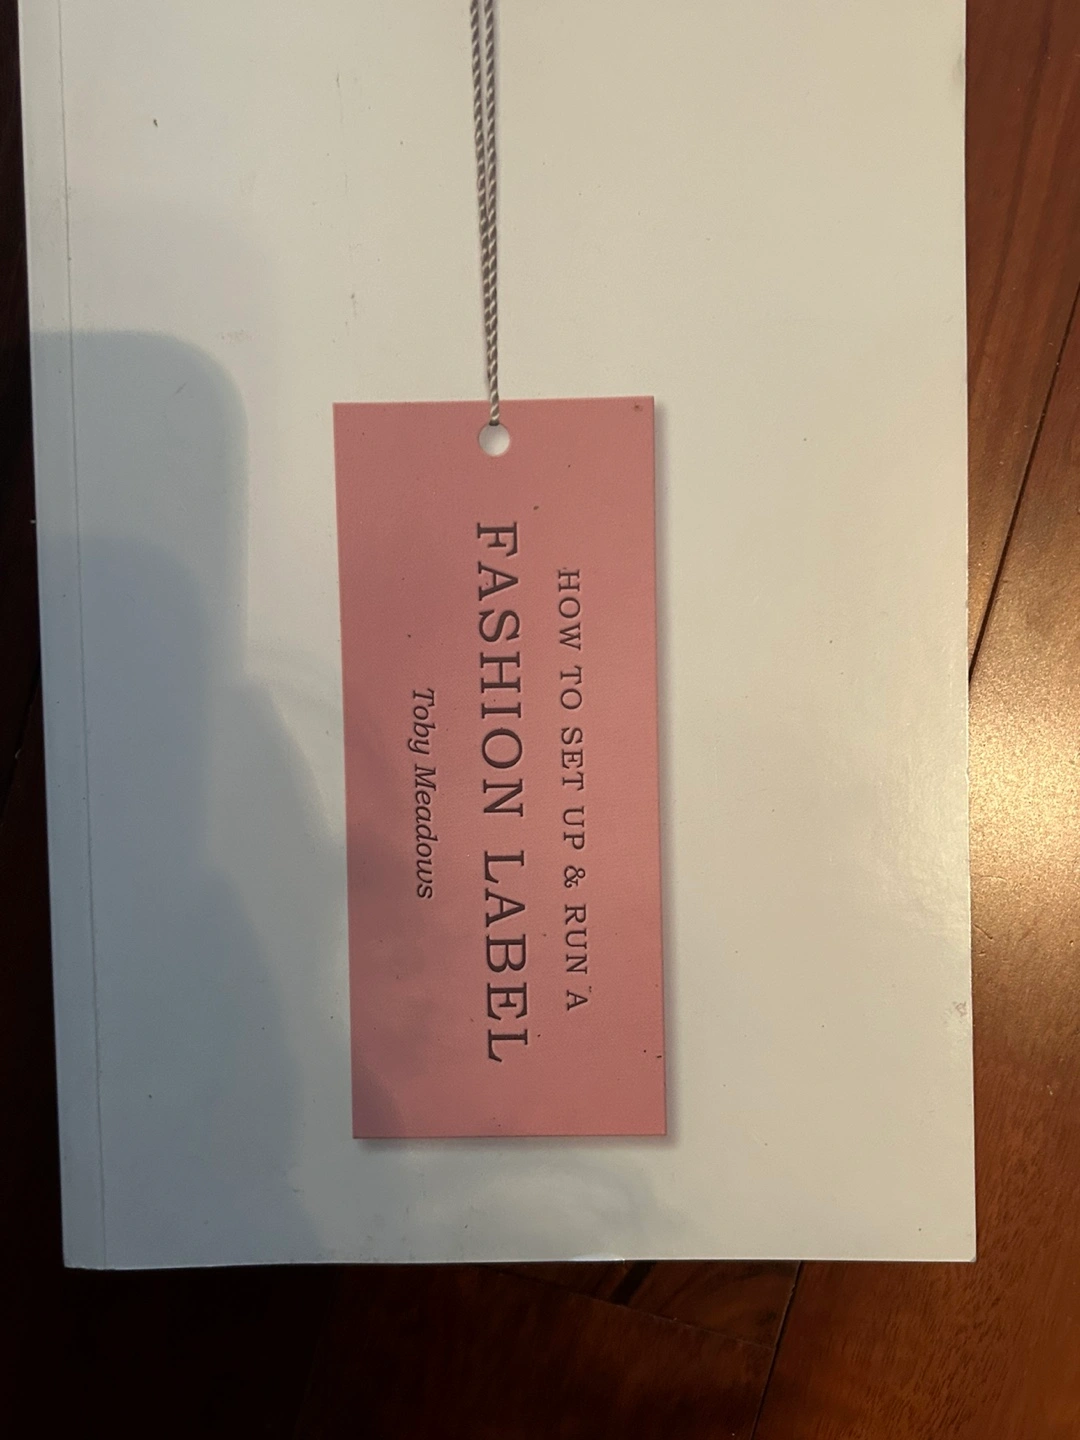 HOW TO SET UP & RUN A
FASHION LABEL
Toby Meadows